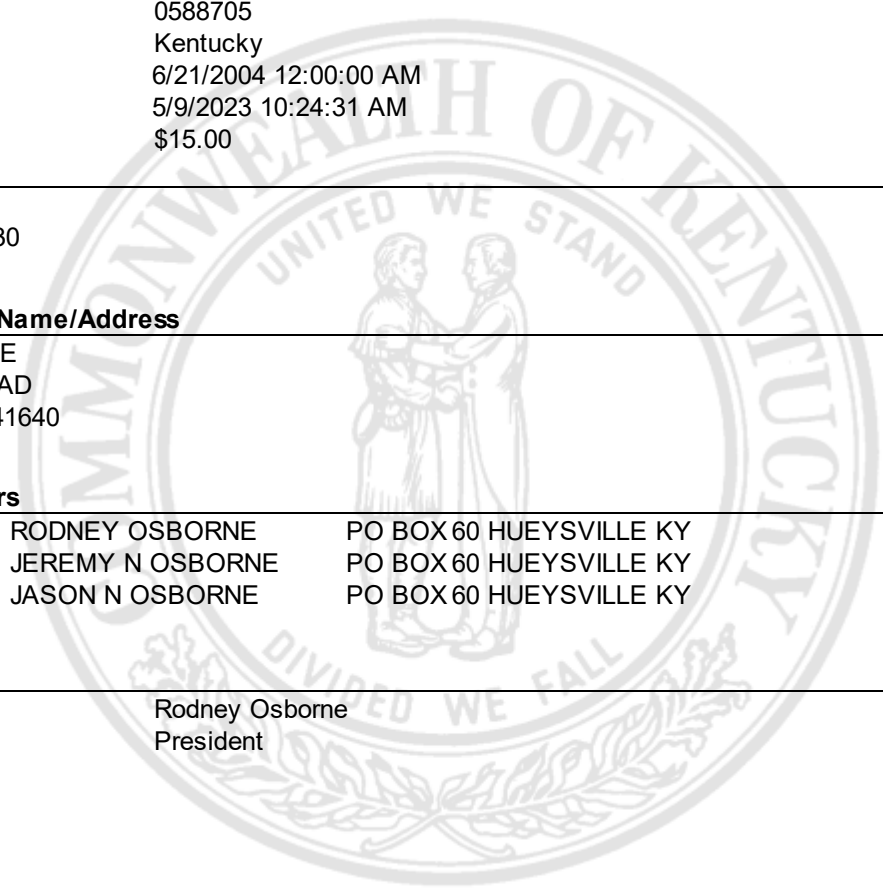 0588705
Kentucky
6/21/2004 12:00:00 AM
5/9/2023 10:24:31 AM
$15.00
30
Name/Address
E
AD
41640
rs
RODNEY OSBORNE PO BOX 60 HUEYSVILLE KY
JEREMY N OSBORNE PO BOX 60 HUEYSVILLE KY
JASON N OSBORNE PO BOX 60 HUEYSVILLE KY
Rodney Osborne
President
COMMONWEALTH OF KENTUCKY
UNITED WE STAND
DIVIDED WE FALL